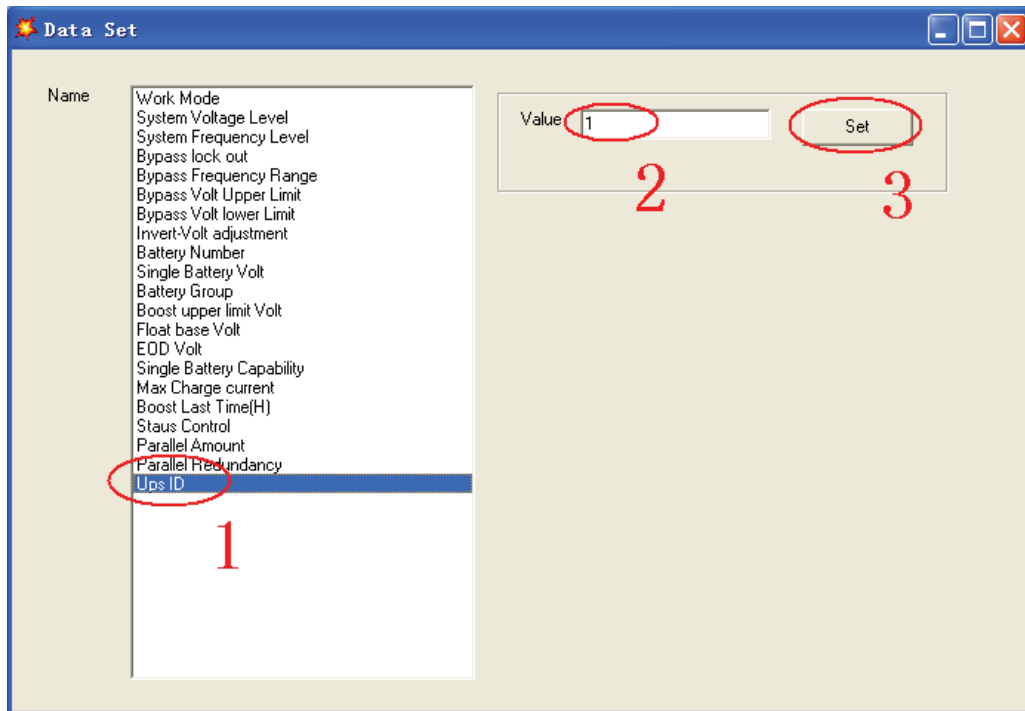 Data Set
Name
Work Mode
System Voltage Level
System Frequency Level
Bypass lock out
Bypass Frequency Range
Bypass Volt Upper Limit
Bypass Volt lower Limit
Invert-Volt adjustment
Battery Number
Single Battery Volt
Battery Group
Boost upper limit Volt
Float base Volt
EOD Volt
Single Battery Capability
Max Charge current
Boost Last Time(H)
Staus Control
Parallel Amount
Parallel Redundancy
Ups ID
1
Value 1 Set
2 3